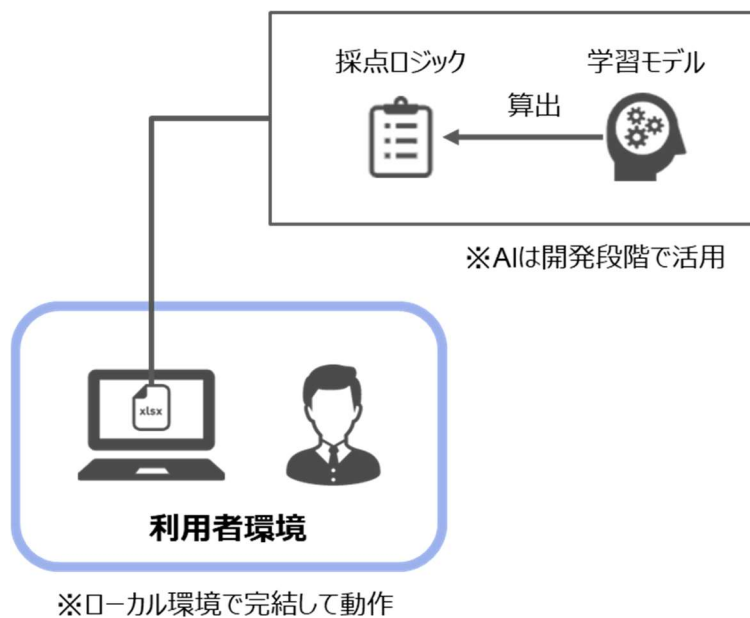 採点ロジック
学習モデル
算出
※AIは開発段階で活用
xlsx
利用者環境
※ローカル環境で完結して動作